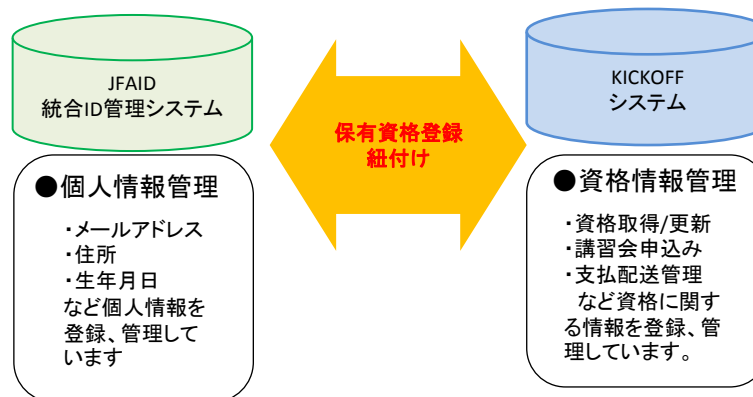 JFAID
統合ID管理システム
KICKOFF
システム
保有資格登録
紐付け
●個人情報管理
・メールアドレス
・住所
・生年月日
など個人情報を
登録、管理して
います
●資格情報管理
・資格取得/更新
・講習会申込み
・支払配送管理
など資格に関す
る情報を登録、管
理しています。